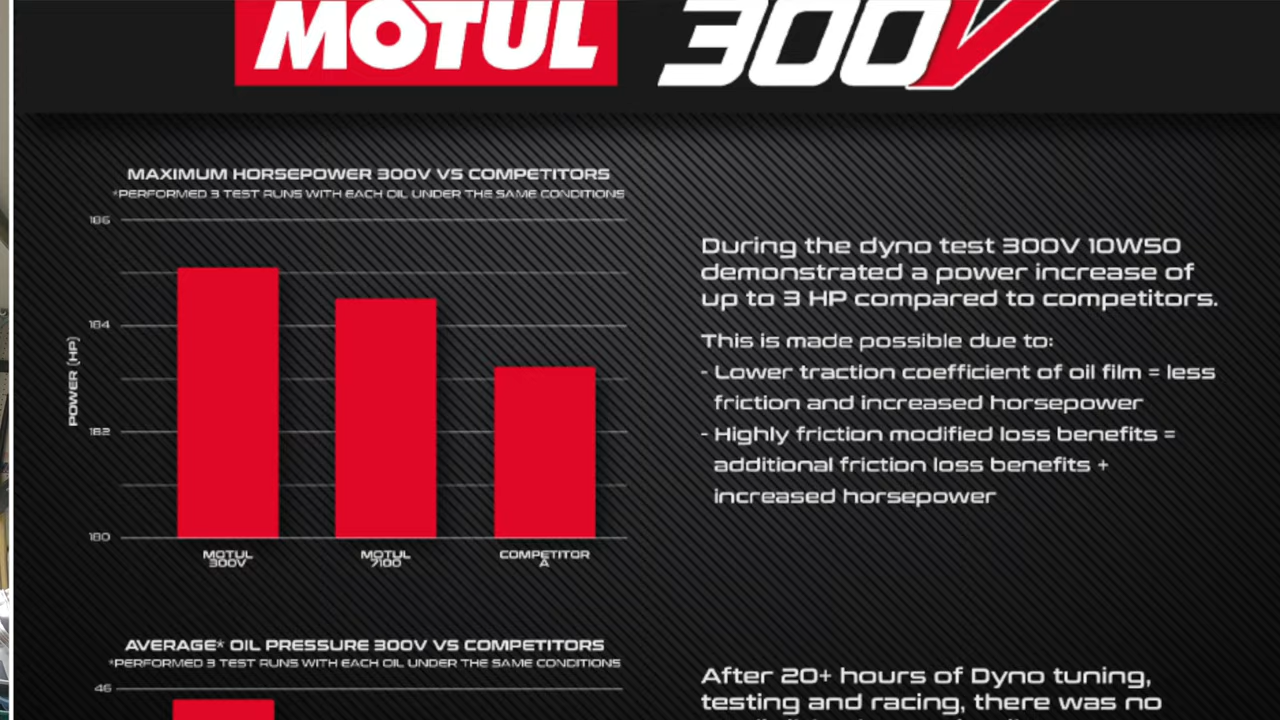 MOTUL 300V
MAXIMUM HORSEPOWER 300V VS COMPETITORS
*PERFORMED 3 TEST RUNS WITH EACH OIL UNDER THE SAME CONDITIONS
186
184
182
180
POWER (HP)
MOTUL
300V
MOTUL
7100
COMPETITOR
A
During the dyno test 300V 10W50
demonstrated a power increase of
up to 3 HP compared to competitors.
This is made possible due to:
- Lower traction coefficient of oil film = less
friction and increased horsepower
- Highly friction modified loss benefits =
additional friction loss benefits +
increased horsepower
AVERAGE* OIL PRESSURE 300V VS COMPETITORS
*PERFORMED 3 TEST RUNS WITH EACH OIL UNDER THE SAME CONDITIONS
46
After 20+ hours of Dyno tuning,
testing and racing, there was no